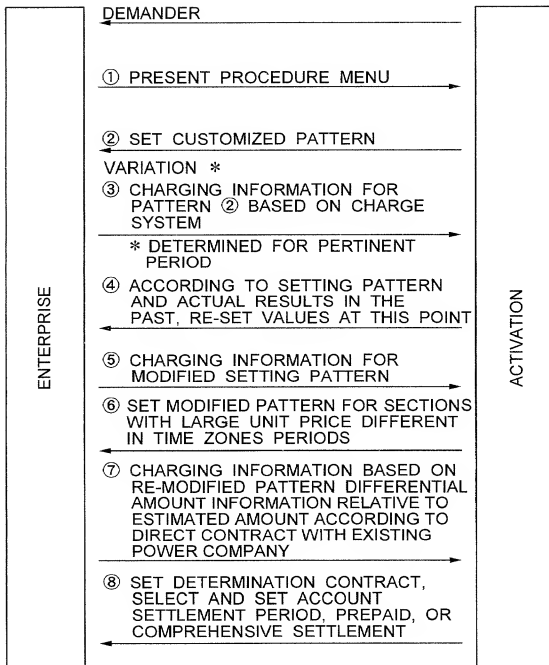 DEMANDER
① PRESENT PROCEDURE MENU
② SET CUSTOMIZED PATTERN
VARIATION *
③ CHARGING INFORMATION FOR
PATTERN ② BASED ON CHARGE
SYSTEM
* DETERMINED FOR PERTINENT
PERIOD
④ ACCORDING TO SETTING PATTERN
AND ACTUAL RESULTS IN THE
PAST, RE-SET VALUES AT THIS POINT
⑤ CHARGING INFORMATION FOR
MODIFIED SETTING PATTERN
⑥ SET MODIFIED PATTERN FOR SECTIONS
WITH LARGE UNIT PRICE DIFFERENT
IN TIME ZONES PERIODS
⑦ CHARGING INFORMATION BASED ON
RE-MODIFIED PATTERN DIFFERENTIAL
AMOUNT INFORMATION RELATIVE TO
ESTIMATED AMOUNT ACCORDING TO
DIRECT CONTRACT WITH EXISTING
POWER COMPANY
⑧ SET DETERMINATION CONTRACT,
SELECT AND SET ACCOUNT
SETTLEMENT PERIOD, PREPAID, OR
COMPREHENSIVE SETTLEMENT
ENTERPRISE
ACTIVATION